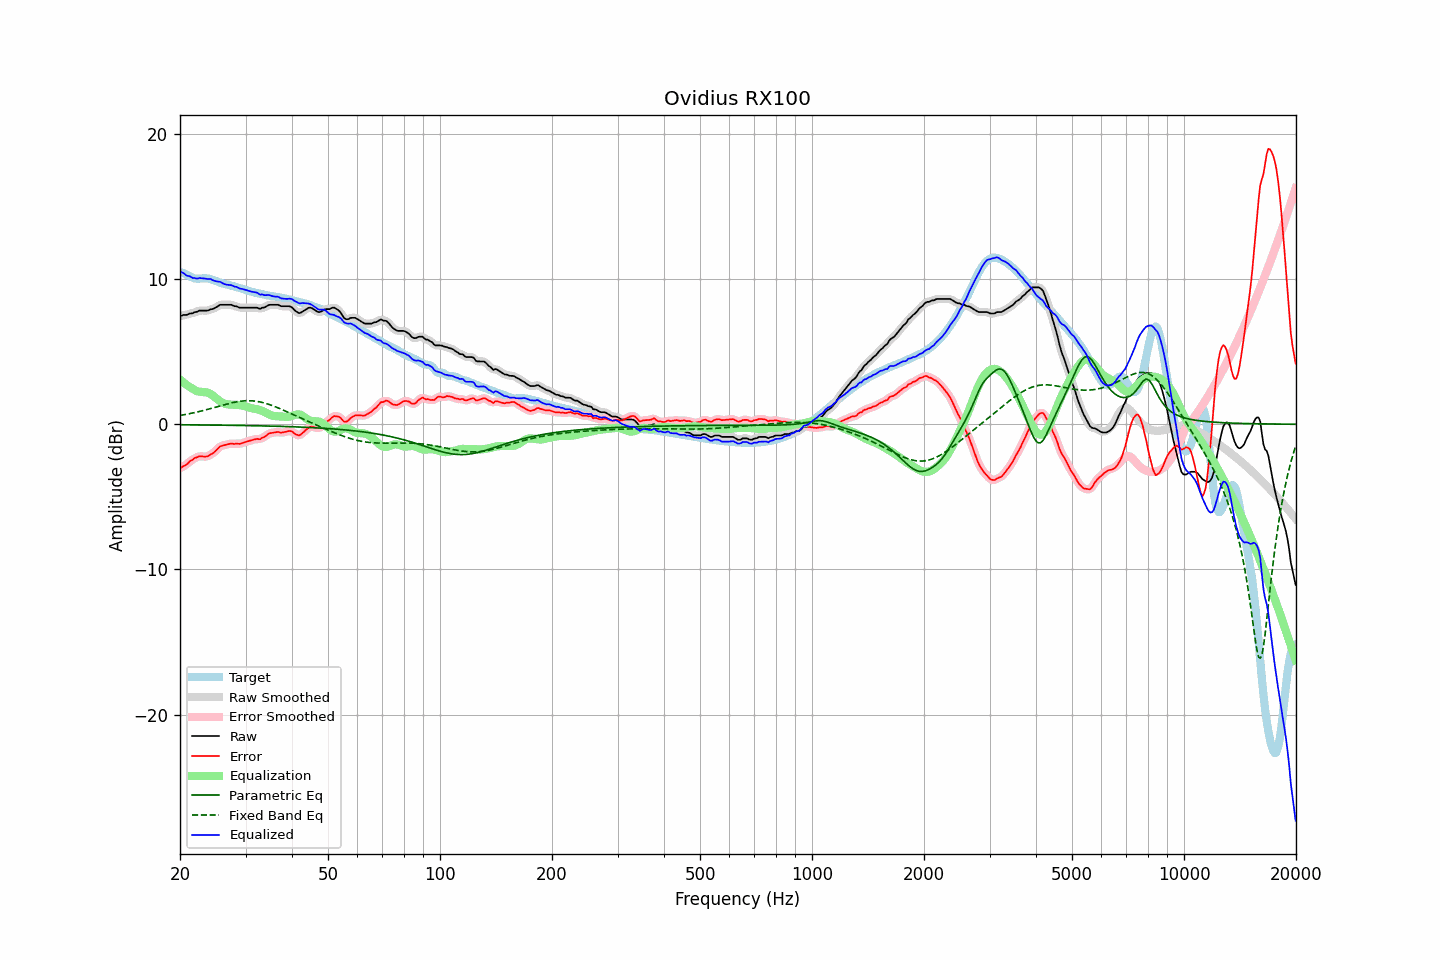 Ovidius RX100
Amplitude (dBr)
20
10
0
−10
−20
Target
Raw Smoothed
Error Smoothed
Raw
Error
Equalization
Parametric Eq
Fixed Band Eq
Equalized
20 50 100 200 500 1000 2000 5000 10000 20000
Frequency (Hz)